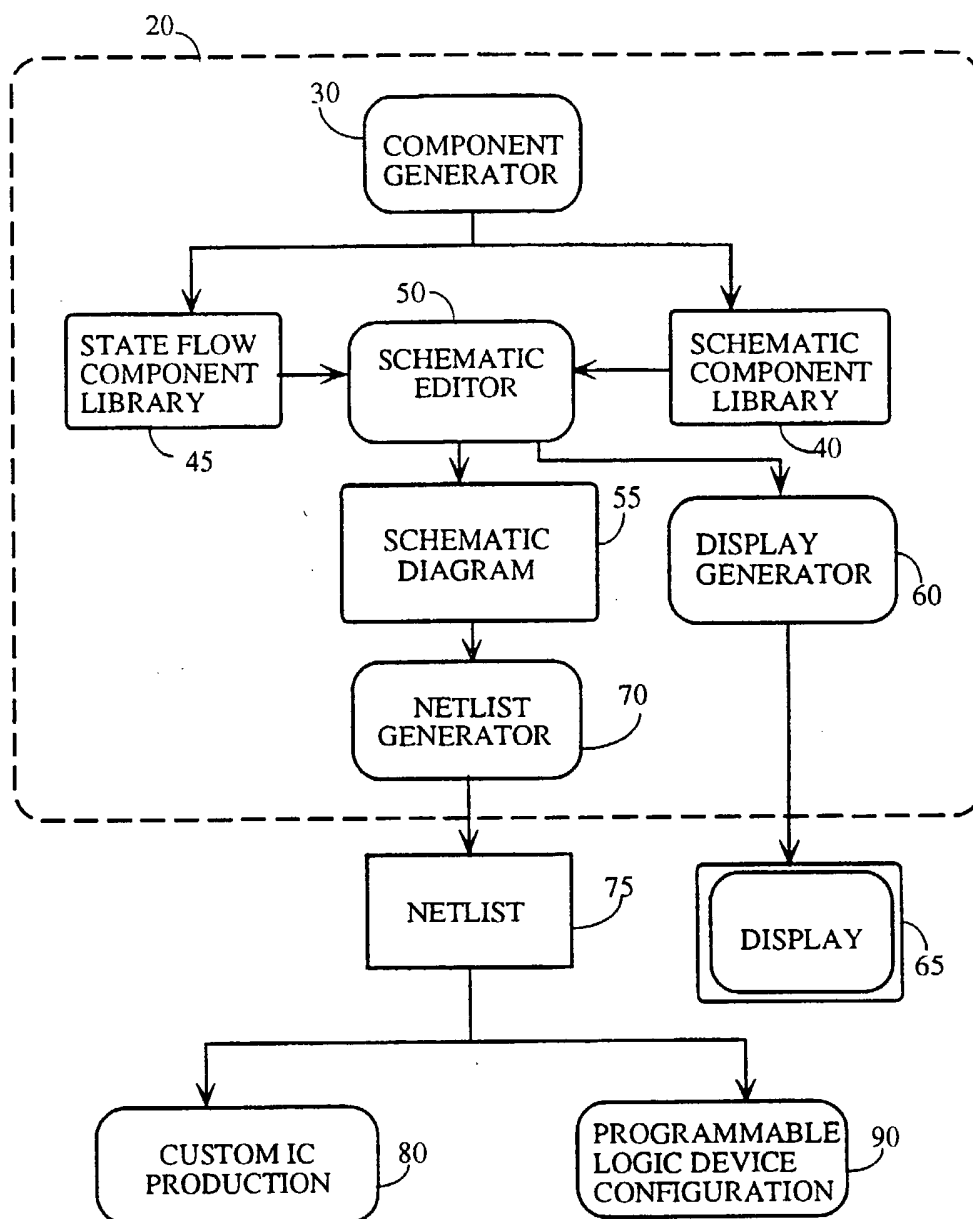 20
30
COMPONENT
GENERATOR
50
STATE FLOW
COMPONENT
LIBRARY
45
SCHEMATIC
EDITOR
SCHEMATIC
COMPONENT
LIBRARY
40
55
SCHEMATIC
DIAGRAM
DISPLAY
GENERATOR
60
NETLIST
GENERATOR
70
NETLIST
75
DISPLAY
65
CUSTOM IC
PRODUCTION
80
PROGRAMMABLE
LOGIC DEVICE
CONFIGURATION
90